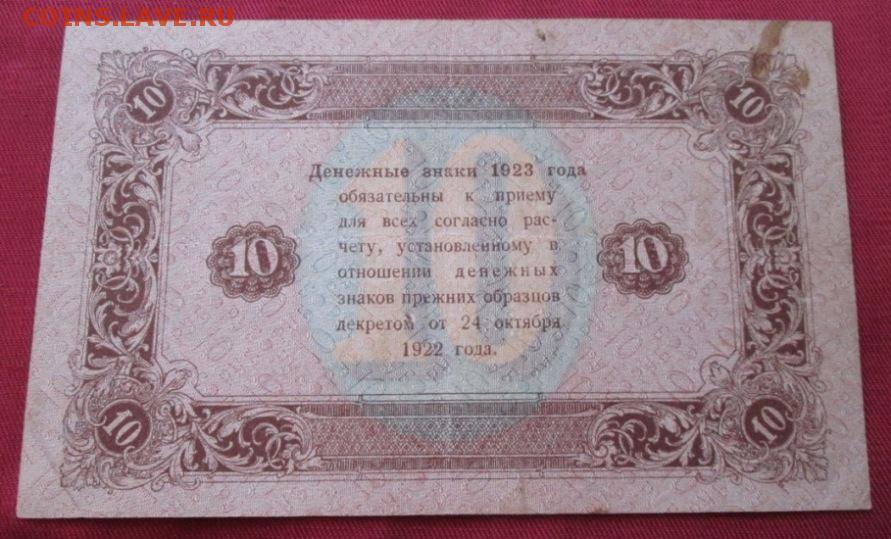 COINS.LAVE.RU
10 10
10
Денежные знаки 1923 года
обязательны к приему
для всех согласно рас-
чету, установленному в
отношении денежных
знаков прежних образцов
декретом от 24 октября
1922 года.
10 10
10 10